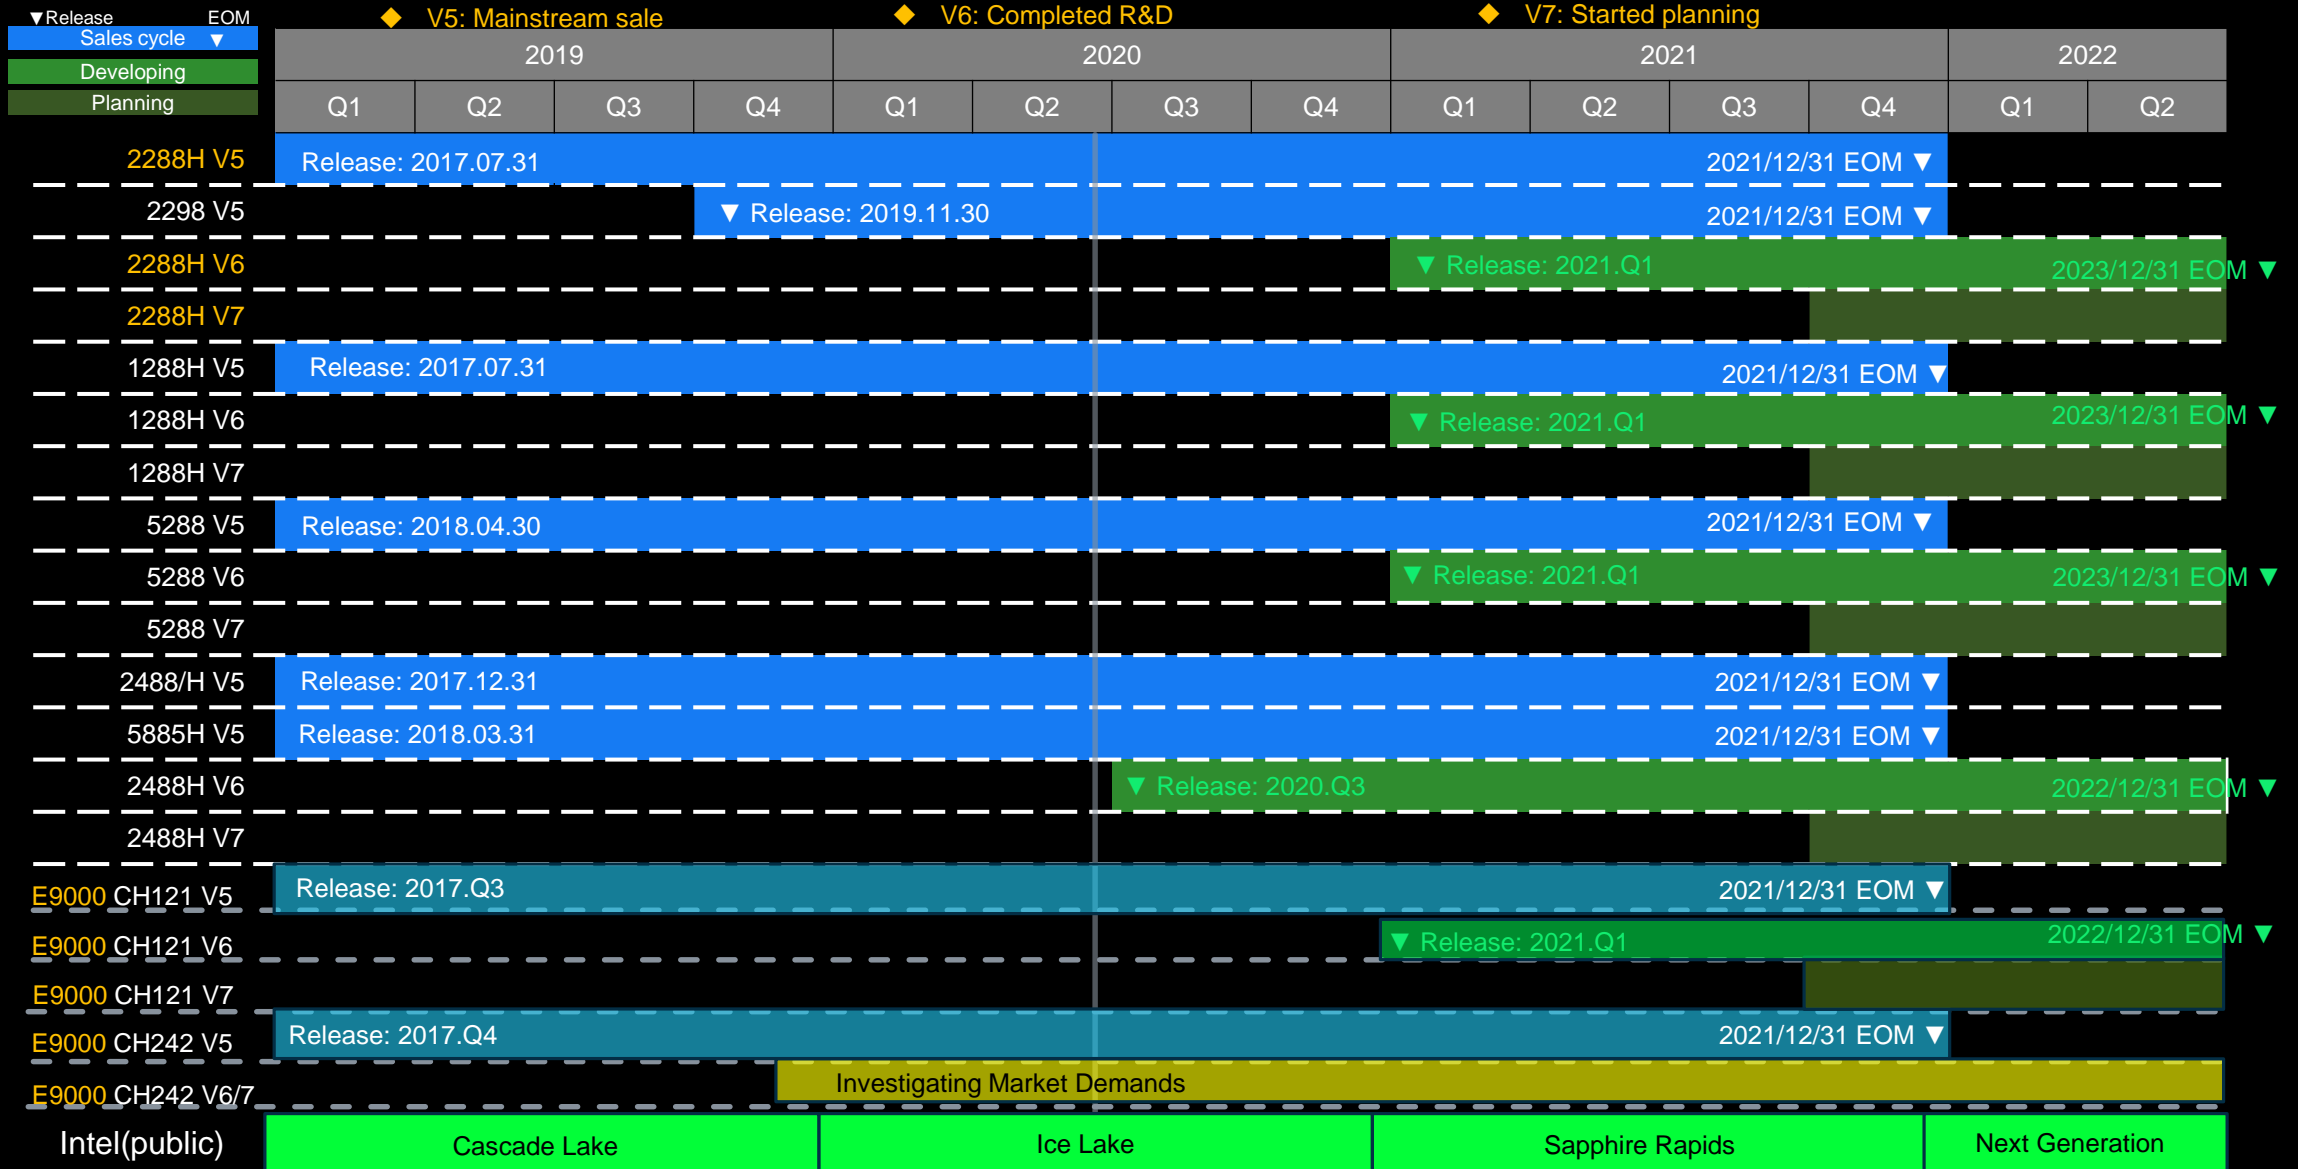 ▼Release EOM
Sales cycle ▼
Developing
Planning
◆ V5: Mainstream sale ◆ V6: Completed R&D ◆ V7: Started planning
2019 2020 2021 2022
Q1 Q2 Q3 Q4 Q1 Q2 Q3 Q4 Q1 Q2 Q3 Q4 Q1 Q2
2288H V5 Release: 2017.07.31 2021/12/31 EOM ▼
2298 V5 ▼ Release: 2019.11.30 2021/12/31 EOM ▼
2288H V6 ▼ Release: 2021.Q1 2023/12/31 EOM ▼
2288H V7
1288H V5 Release: 2017.07.31 2021/12/31 EOM ▼
1288H V6 ▼ Release: 2021.Q1 2023/12/31 EOM ▼
1288H V7
5288 V5 Release: 2018.04.30 2021/12/31 EOM ▼
5288 V6 ▼ Release: 2021.Q1 2023/12/31 EOM ▼
5288 V7
2488/H V5 Release: 2017.12.31 2021/12/31 EOM ▼
5885H V5 Release: 2018.03.31 2021/12/31 EOM ▼
2488H V6 ▼ Release: 2020.Q3 2022/12/31 EOM ▼
2488H V7
E9000 CH121 V5 Release: 2017.Q3 2021/12/31 EOM ▼
E9000 CH121 V6 ▼ Release: 2021.Q1 2022/12/31 EOM ▼
E9000 CH121 V7
E9000 CH242 V5 Release: 2017.Q4 2021/12/31 EOM ▼
E9000 CH242 V6/7 Investigating Market Demands
Intel(public) Cascade Lake Ice Lake Sapphire Rapids Next Generation